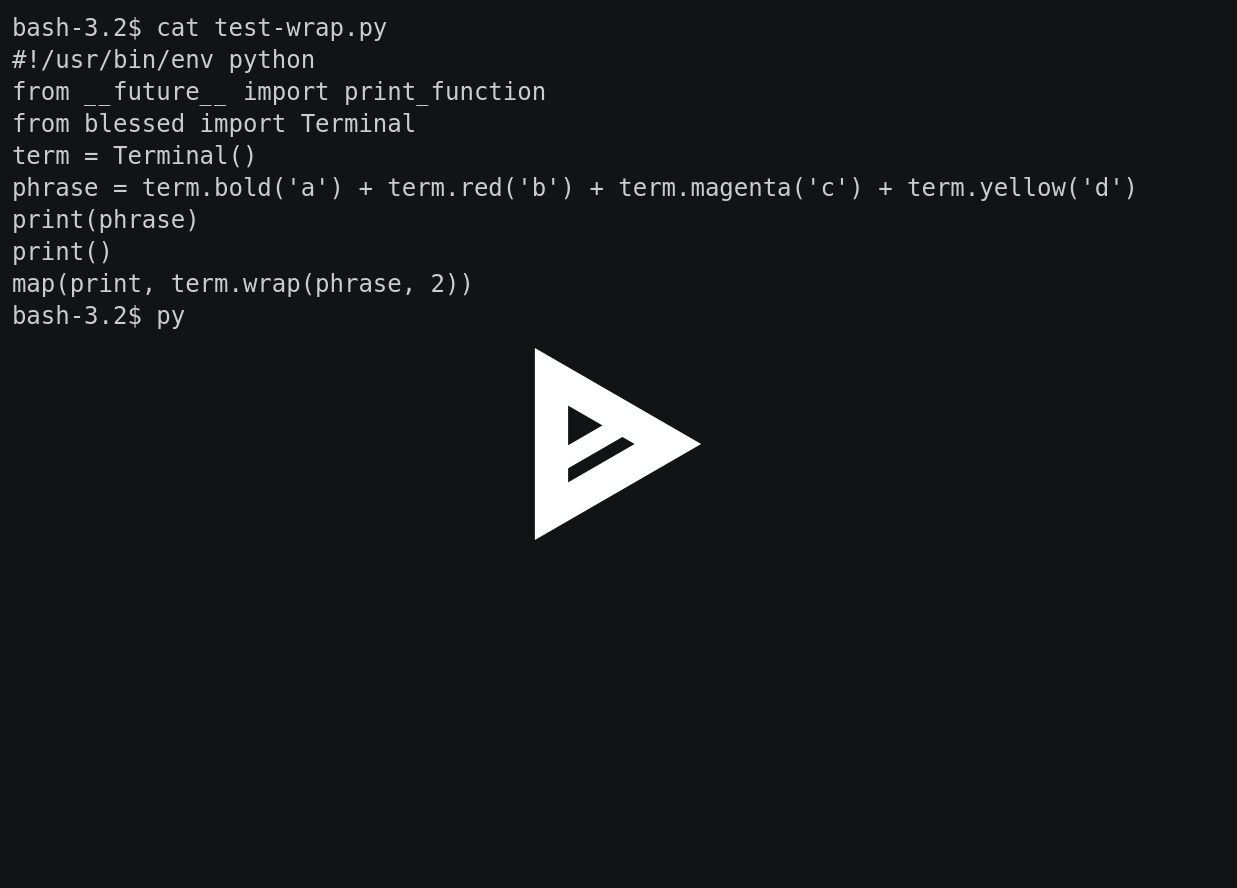 bash-3.2$ cat test-wrap.py
#!/usr/bin/env python
from __future__ import print_function
from blessed import Terminal
term = Terminal()
phrase = term.bold('a') + term.red('b') + term.magenta('c') + term.yellow('d')
print(phrase)
print()
map(print, term.wrap(phrase, 2))
bash-3.2$ py